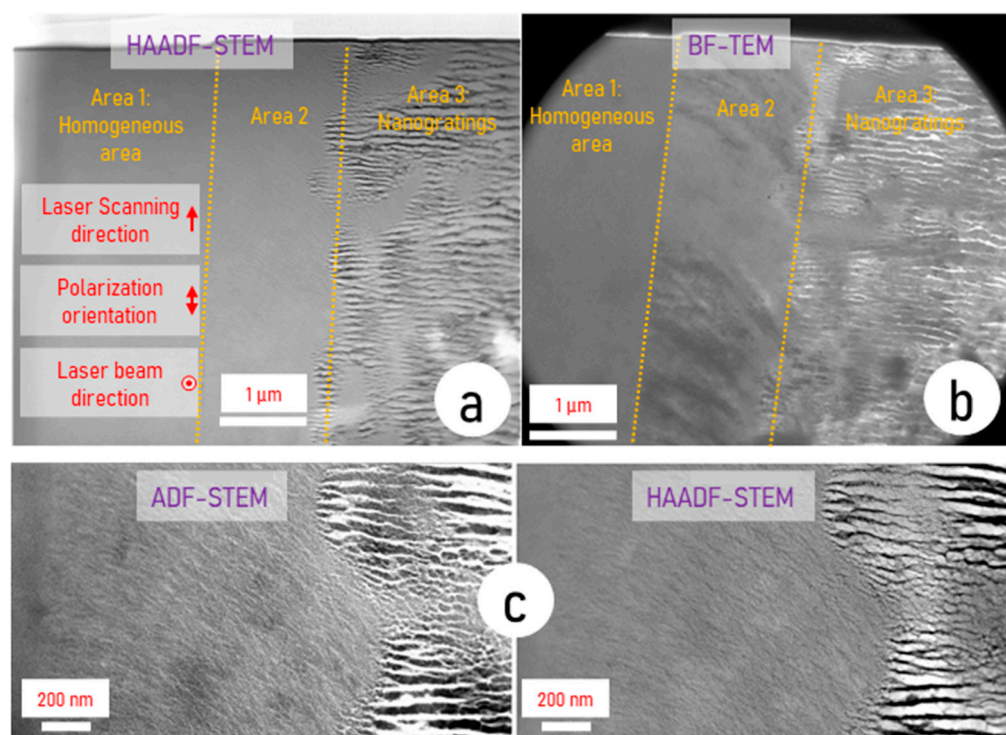 HAADF-STEM
Area 1:
Homogeneous
area
Area 2
Area 3:
Nanogratings
Laser Scanning
direction
Polarization
orientation
Laser beam
direction
1 µm
a
BF-TEM
Area 1:
Homogeneous
area
Area 2
Area 3:
Nanogratings
1 µm
b
ADF-STEM
200 nm
c
HAADF-STEM
200 nm